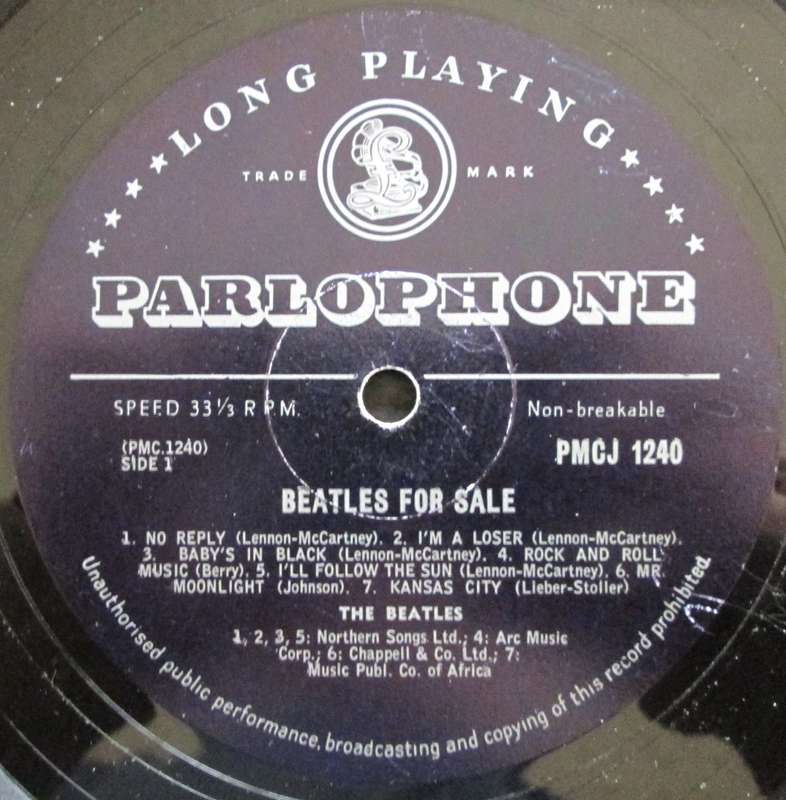 LONG PLAYING
TRADE MARK
£
PARLOPHONE
SPEED 33⅓ R.P.M.
Non-breakable
(PMC.1240)
SIDE 1
PMCJ 1240
BEATLES FOR SALE
1. NO REPLY (Lennon-McCartney). 2. I'M A LOSER (Lennon-McCartney).
3. BABY'S IN BLACK (Lennon-McCartney). 4. ROCK AND ROLL
MUSIC (Berry). 5. I'LL FOLLOW THE SUN (Lennon-McCartney). 6. MR.
MOONLIGHT (Johnson). 7. KANSAS CITY (Lieber-Stoller)
THE BEATLES
1, 2, 3, 5: Northern Songs Ltd.; 4: Arc Music
Corp.; 6: Chappell & Co. Ltd.; 7:
Music Publ. Co. of Africa
Unauthorised public performance, broadcasting and copying of this record prohibited.